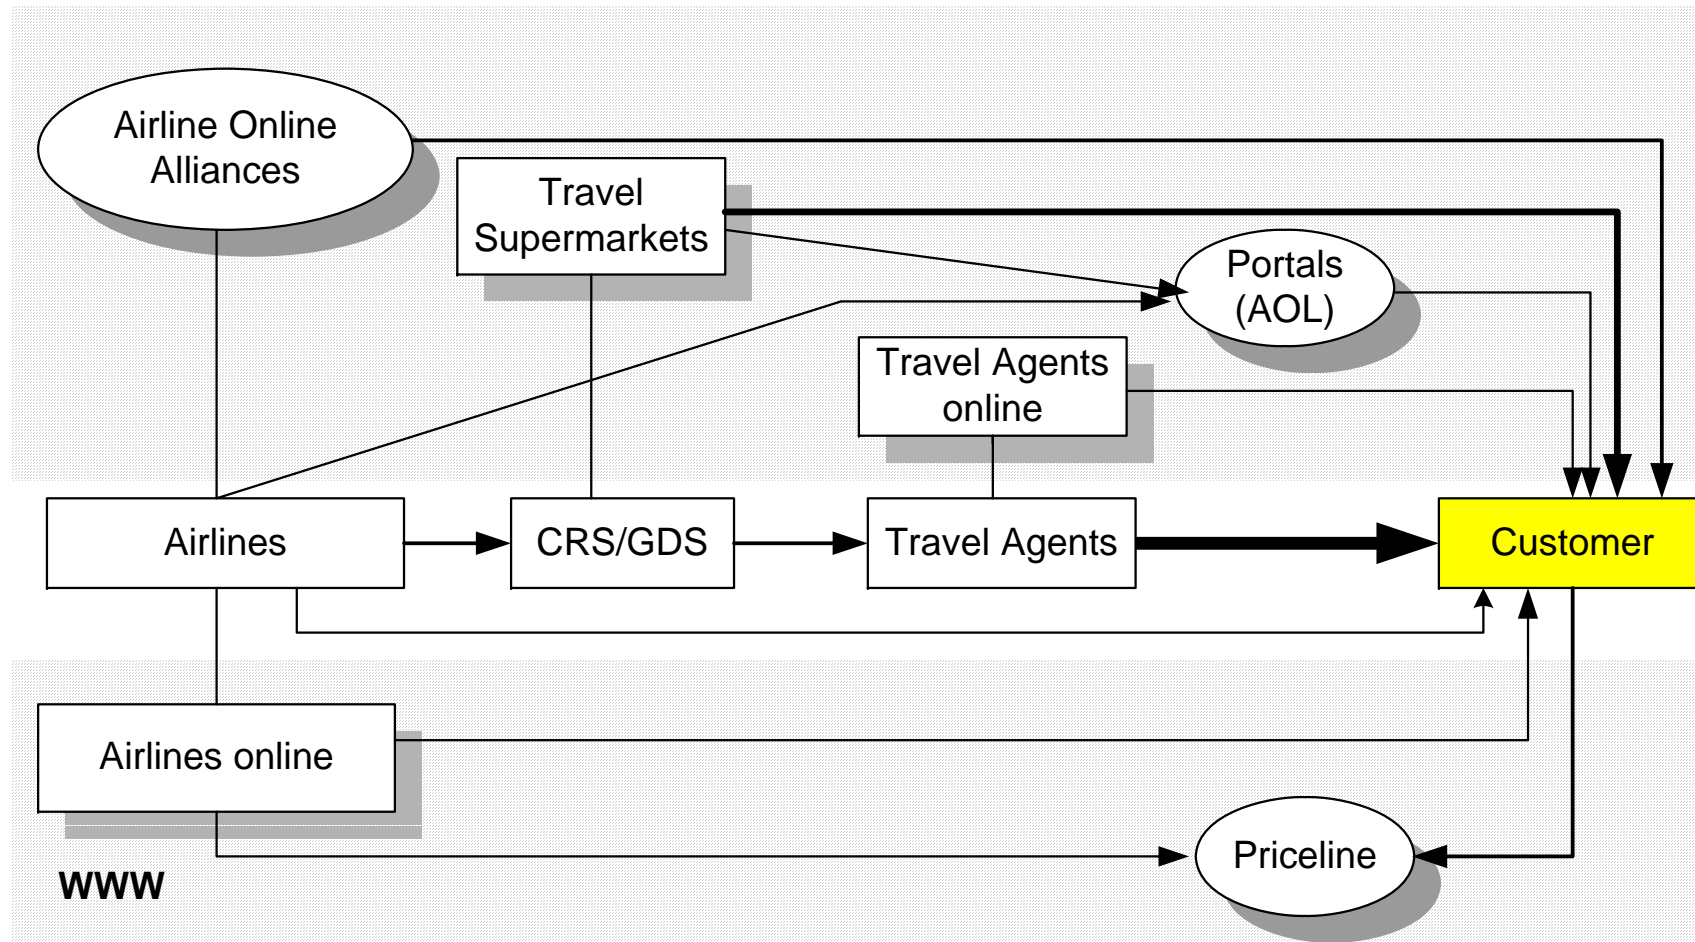 Airline Online
Alliances
Travel
Supermarkets
Portals
(AOL)
Travel Agents
online
Airlines
CRS/GDS
Travel Agents
Customer
Airlines online
Priceline
www